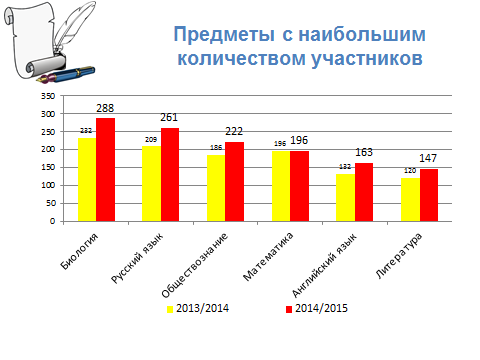 Предметы с наибольшим
количеством участников
350
300
250
200
150
100
50
0
232
288
209
261
186
222
196
196
132
163
120
147
Биология
Русский язык
Обществознание
Математика
Английский язык
Литература
2013/2014
2014/2015